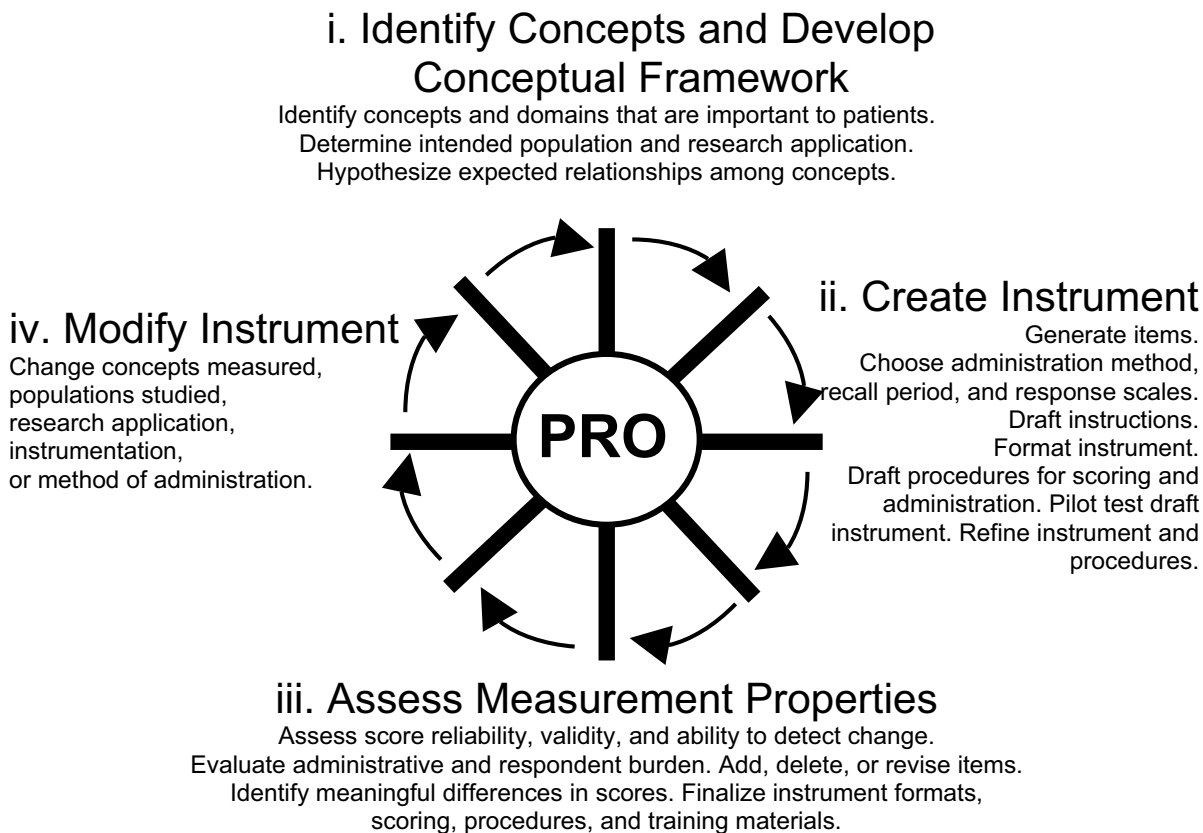 i. Identify Concepts and Develop
Conceptual Framework
Identify concepts and domains that are important to patients.
Determine intended population and research application.
Hypothesize expected relationships among concepts.
ii. Create Instrument
Generate items.
Choose administration method,
recall period, and response scales.
Draft instructions.
Format instrument.
Draft procedures for scoring and
administration. Pilot test draft
instrument. Refine instrument and
procedures.
iv. Modify Instrument
Change concepts measured,
populations studied,
research application,
instrumentation,
or method of administration.
PRO
iii. Assess Measurement Properties
Assess score reliability, validity, and ability to detect change.
Evaluate administrative and respondent burden. Add, delete, or revise items.
Identify meaningful differences in scores. Finalize instrument formats,
scoring, procedures, and training materials.